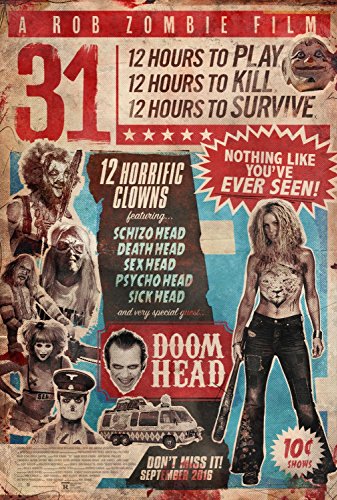 A ROB ZOMBIE FILM
31
12 HOURS TO PLAY
12 HOURS TO KILL
12 HOURS TO SURVIVE
NOTHING LIKE
YOU'VE
EVER SEEN!
12 HORRIFIC
CLOWNS
featuring...
SCHIZO HEAD
DEATH HEAD
SEX HEAD
PSYCHO HEAD
SICK HEAD
and very special guest...
DOOM
HEAD
10¢
SHOWS
DON'T MISS IT!
SEPTEMBER 2016